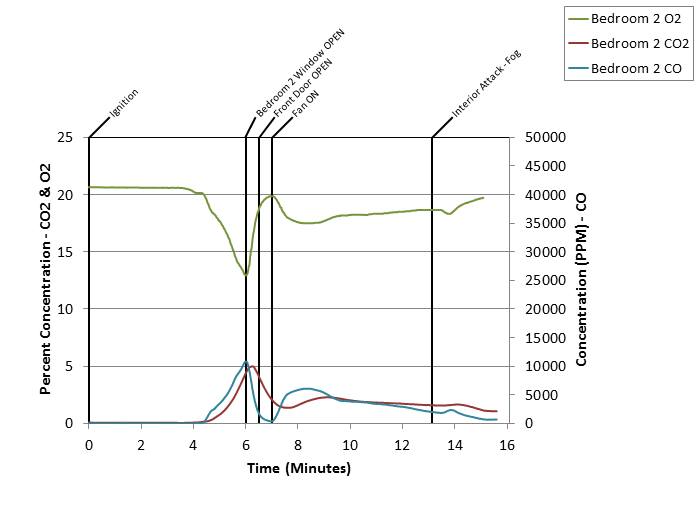 Bedroom 2 O2
Bedroom 2 CO2
Bedroom 2 CO
Ignition
Bedroom 2 Window OPEN
Front Door OPEN
Fan ON
Interior Attack - Fog
25
20
15
10
5
0
50000
45000
40000
35000
30000
25000
20000
15000
10000
5000
0
Percent Concentration - CO2 & O2
Concentration (PPM) - CO
0 2 4 6 8 10 12 14 16
Time (Minutes)